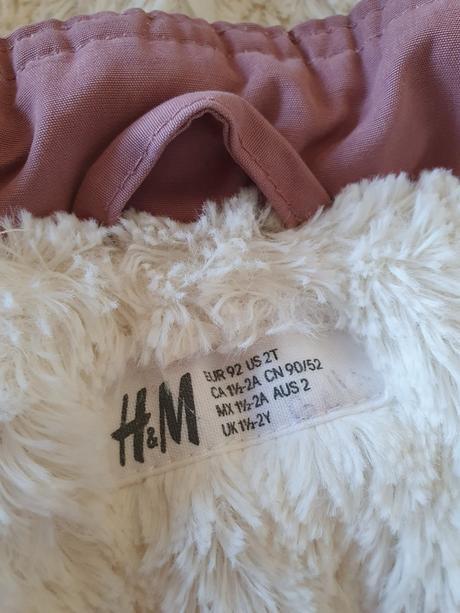 H&M
EUR 92 US 2T
CA 1½-2A CN 90/52
MX 1½-2A AUS 2
UK 1½-2Y